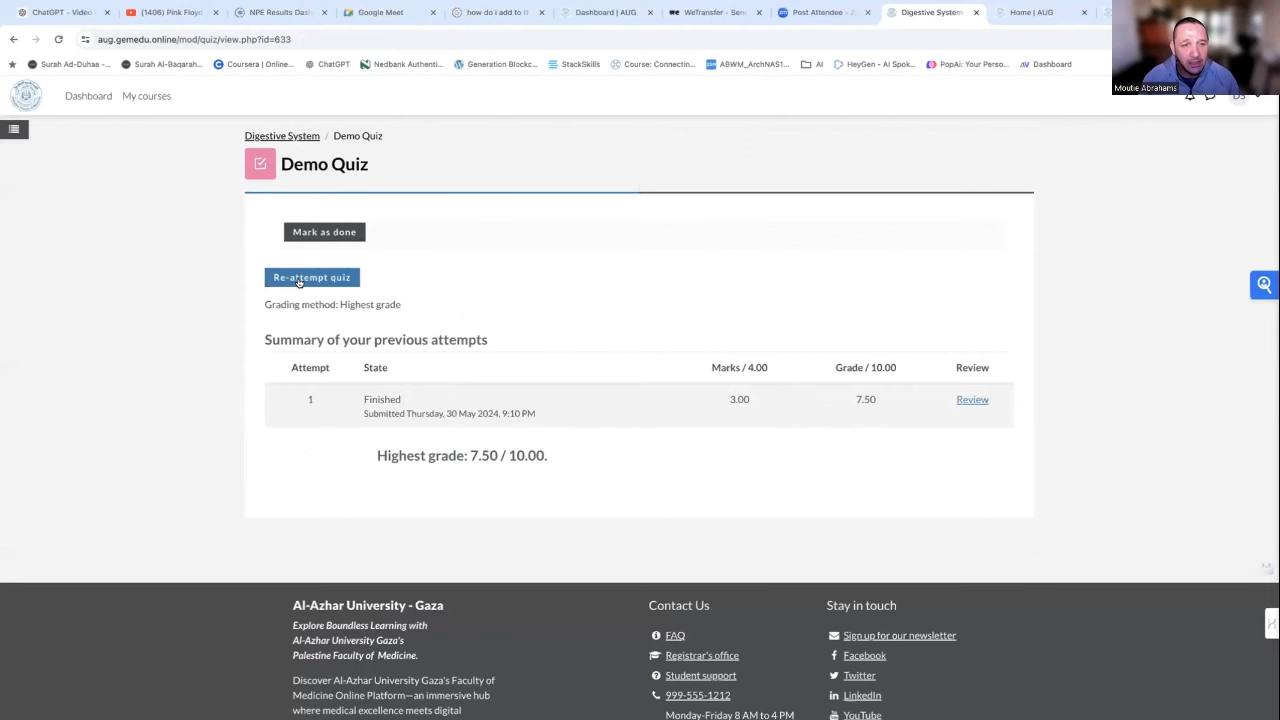 NPE Results Dash
(1406) Pink Floyd
how do i add to th
Dashboard | AUG
WeTransfer - Ser
Post Attendee -
Digestive System
Home | AUG
aug.gemedu.online/mod/quiz/view.php?id=633
Surah Ad-Duhaa -...
Surah Al-Baqarah...
Coursera | Online...
ChatGPT
Nedbank Authenti...
Generation Blockc...
StackSkills
Course: Connectin...
ABWM_ArchNAS1...
AI
HeyGen - AI Spok...
PopAi: Your Perso...
Dashboard
Moutie Abrahams
Dashboard
My courses
DS
Digestive System / Demo Quiz
Demo Quiz
Mark as done
Re-attempt quiz
Grading method: Highest grade
Summary of your previous attempts
Attempt State Marks / 4.00 Grade / 10.00 Review
1 Finished 3.00 7.50 Review
Submitted Thursday, 30 May 2024, 9:10 PM
Highest grade: 7.50 / 10.00.
Al-Azhar University - Gaza
Explore Boundless Learning with
Al-Azhar University Gaza's
Palestine Faculty of Medicine.
Discover Al-Azhar University Gaza's Faculty of
Medicine Online Platform—an immersive hub
where medical excellence meets digital
Contact Us
FAQ
Registrar's office
Student support
999-555-1212
Monday-Friday 8 AM to 4 PM
Stay in touch
Sign up for our newsletter
Facebook
Twitter
LinkedIn
YouTube